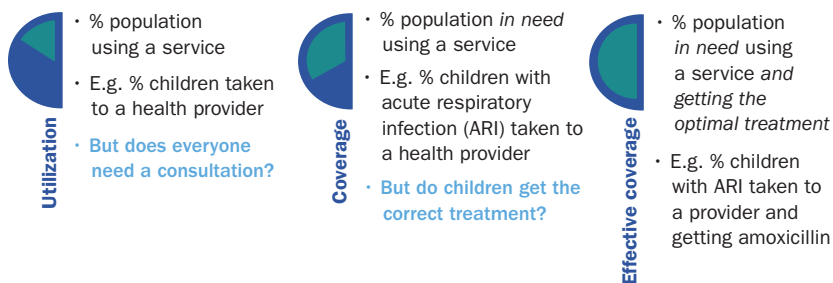 Utilization
· % population
using a service
· E.g. % children taken
to a health provider
· But does everyone
need a consultation?
Coverage
· % population in need
using a service
· E.g. % children with
acute respiratory
infection (ARI) taken to
a health provider
· But do children get the
correct treatment?
Effective coverage
· % population
in need using
a service and
getting the
optimal treatment
· E.g. % children
with ARI taken to
a provider and
getting amoxicillin